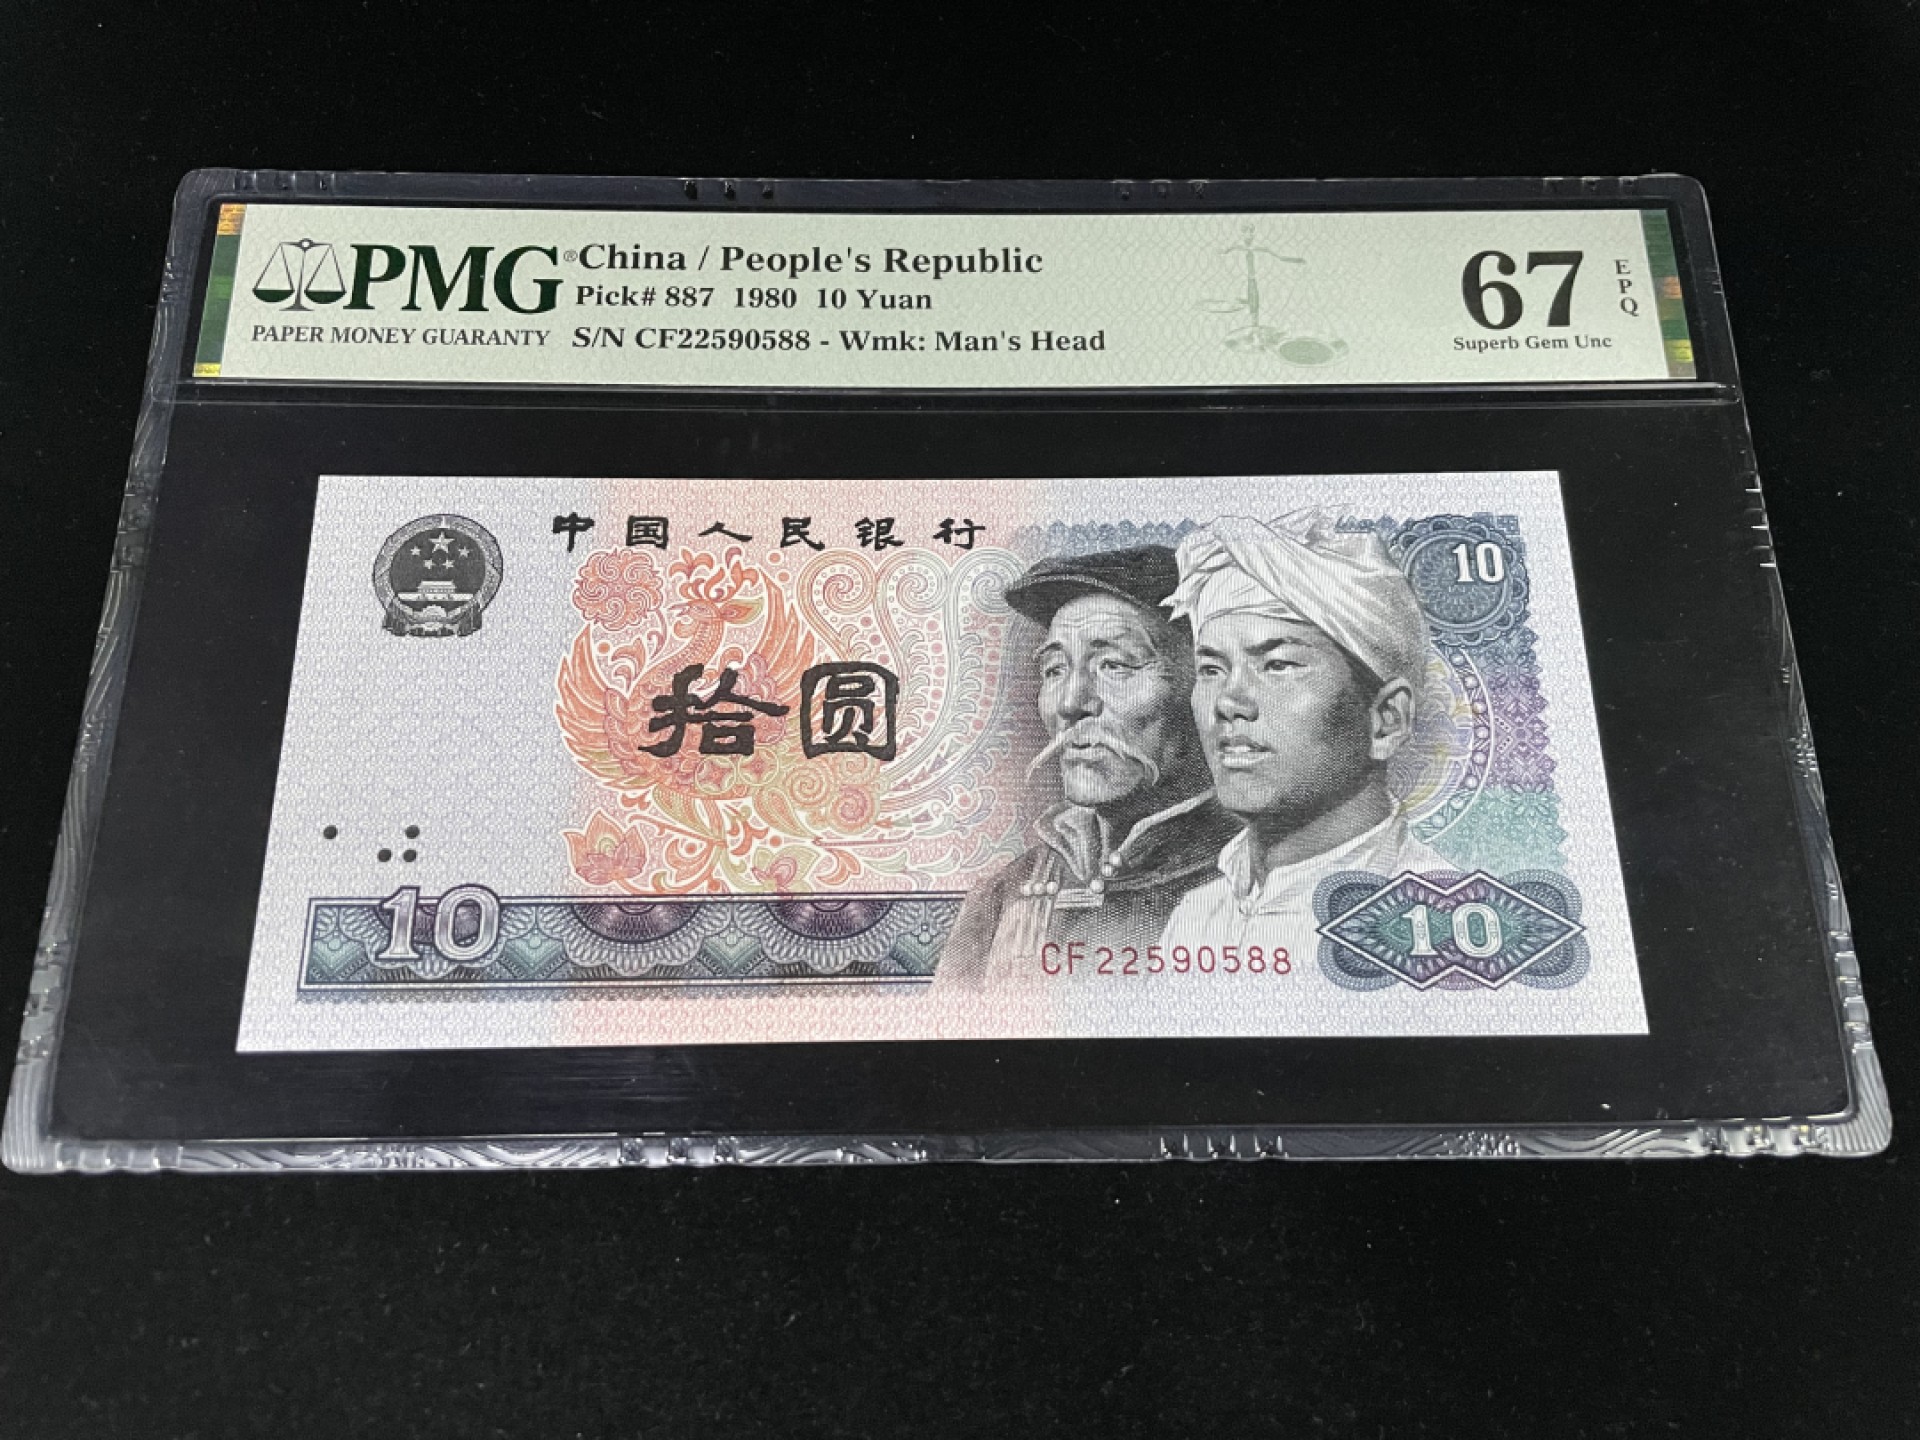 PMG® China / People's Republic
Pick# 887 1980 10 Yuan
PAPER MONEY GUARANTY S/N CF22590588 - Wmk: Man's Head
67 EPQ
Superb Gem Unc
中国人民银行
10
拾圆
10
CF22590588
10